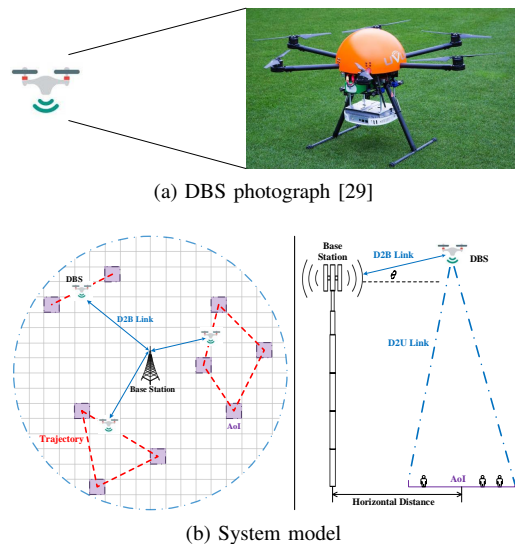 (a) DBS photograph [29]
DBS
D2B Link
Base Station
AoI
Trajectory
Base
Station
D2B Link
θ
DBS
D2U Link
AoI
Horizontal Distance
(b) System model